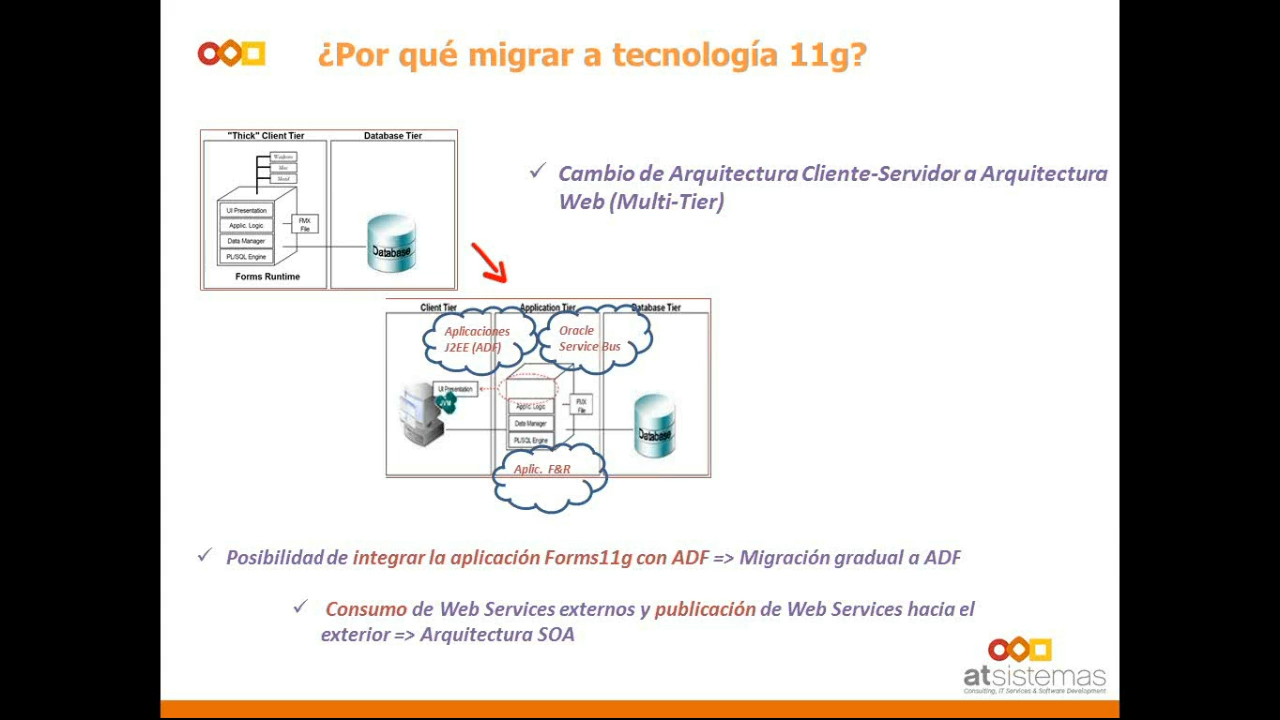 ¿Por qué migrar a tecnología 11g?
"Thick" Client Tier
Database Tier
Windows
Mac
UI Presentation
Applic. Logic
Data Manager
PL/SQL Engine
FMX
File
Forms Runtime
Database
Cambio de Arquitectura Cliente-Servidor a Arquitectura
Web (Multi-Tier)
Client Tier
Application Tier
Database Tier
Aplicaciones
J2EE (ADF)
Oracle
Service Bus
UI Presentation
JVM
Applic. Logic
Data Manager
PL/SQL Engine
FMX
File
Database
Aplic. F&R
Posibilidad de integrar la aplicación Forms11g con ADF => Migración gradual a ADF
Consumo de Web Services externos y publicación de Web Services hacia el
exterior => Arquitectura SOA
atsistemas
Consulting, IT Services & Software Development